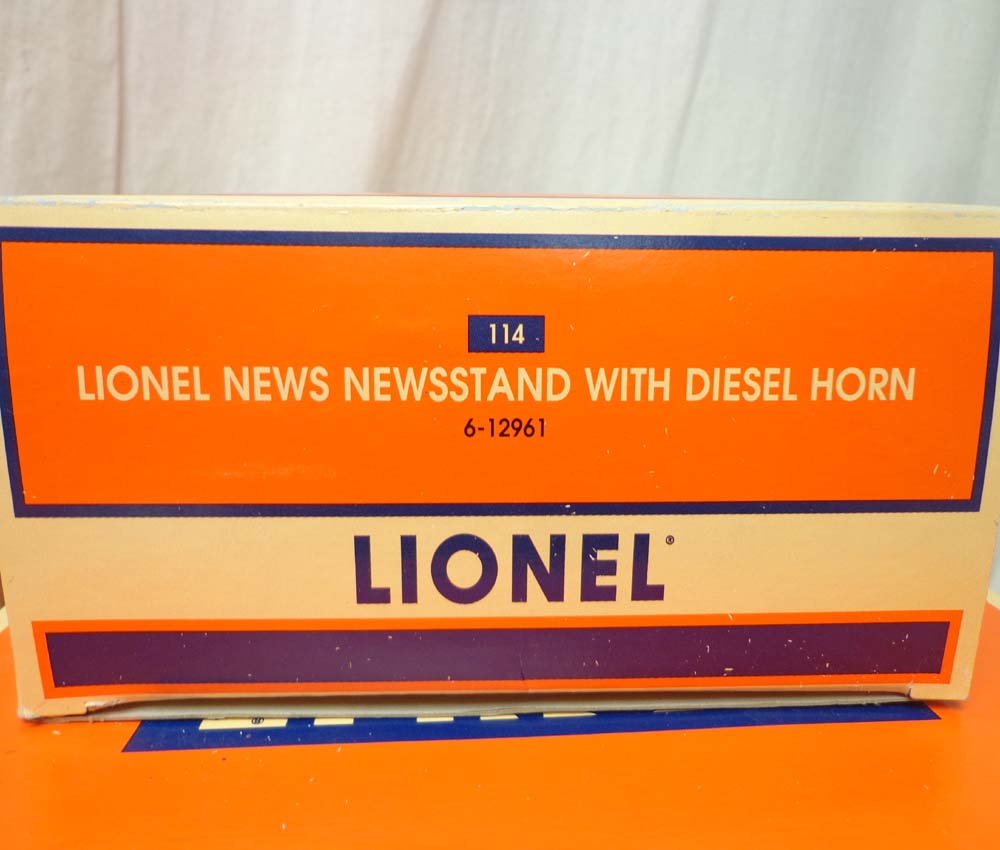 114
LIONEL NEWS NEWSSTAND WITH DIESEL HORN
6-12961
LIONEL®